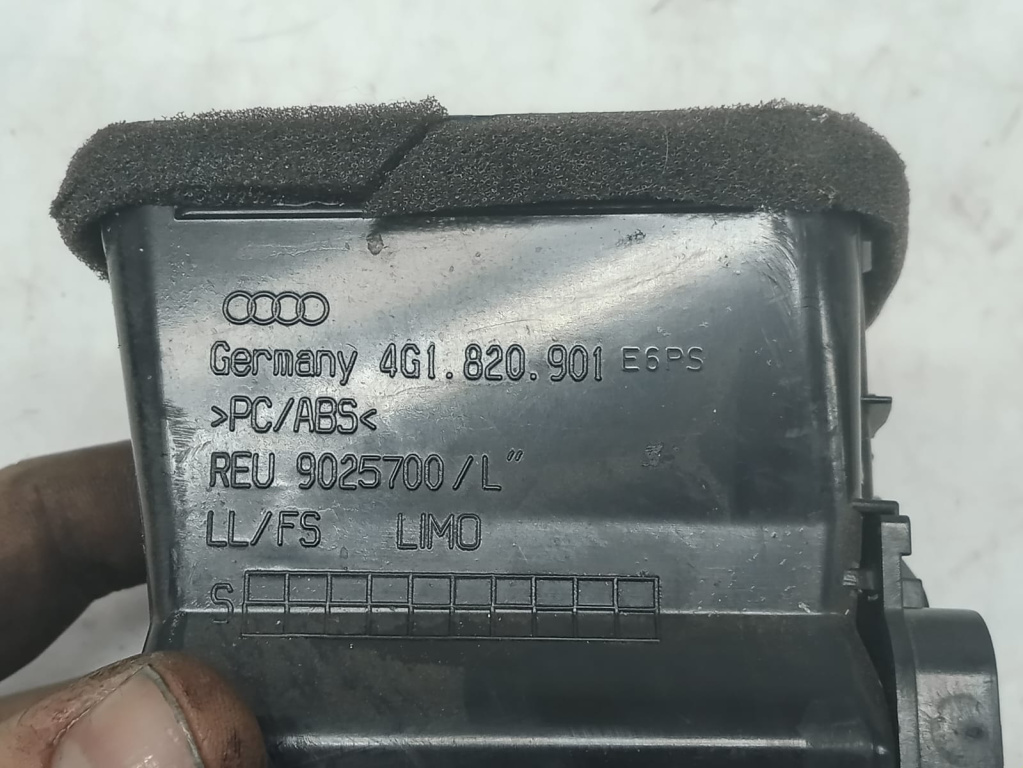 Germany 4G1.820.901 E6PS
>PC/ABS<
REU 9025700/L"
LL/FS LIMO
S